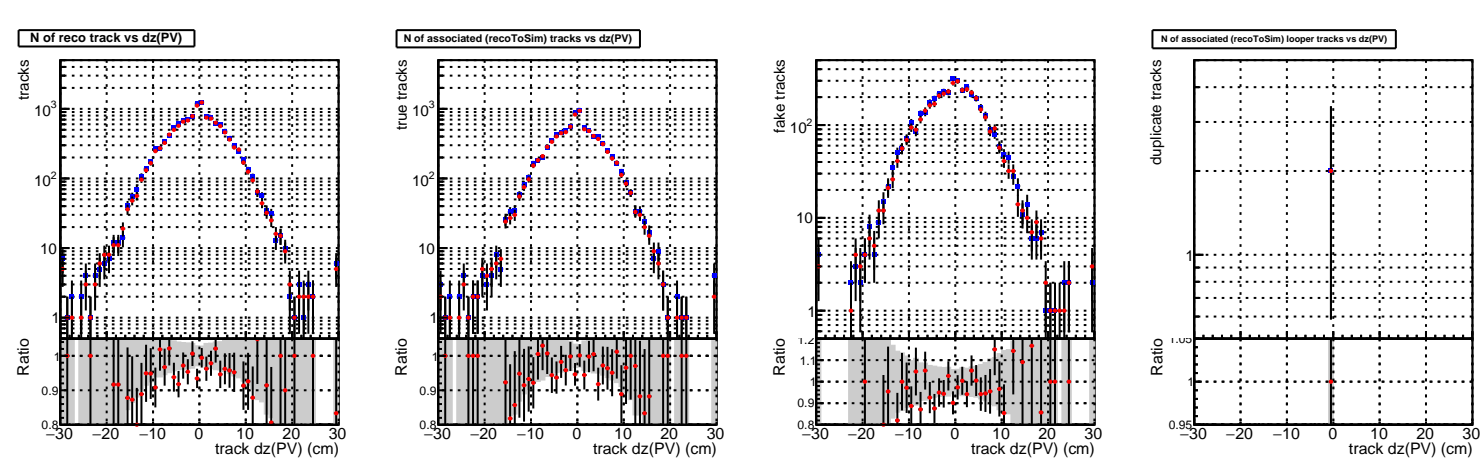 N of reco track vs dz(PV)
tracks
10³
10²
10
1
Ratio
1
0.9
0.8
−30 −20 −10 0 10 20 30
track dz(PV) (cm)
N of associated (recoToSim) tracks vs dz(PV)
true tracks
10³
10²
10
1
Ratio
1
0.9
0.8
−30 −20 −10 0 10 20 30
track dz(PV) (cm)
fake tracks
10²
10
1
Ratio
1.2
1.1
1
0.9
0.8
−30 −20 −10 0 10 20 30
track dz(PV) (cm)
N of associated (recoToSim) looper tracks vs dz(PV)
duplicate tracks
1
Ratio
1.05
1
0.95
−30 −20 −10 0 10 20 30
track dz(PV) (cm)